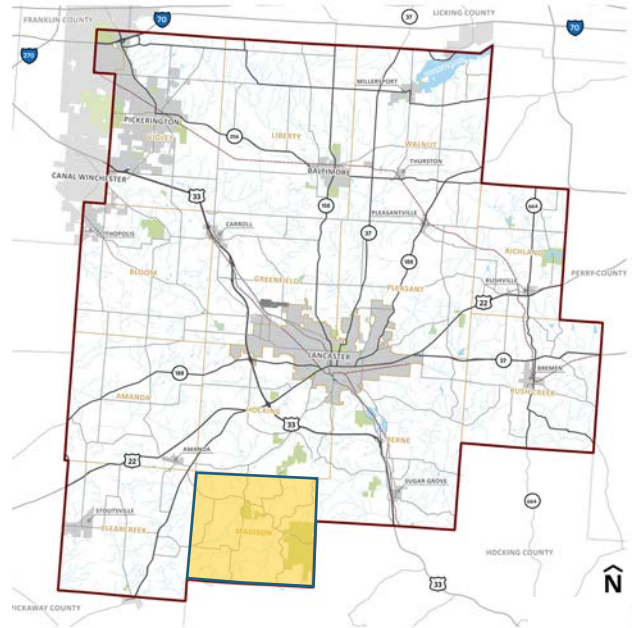 FRANKLIN COUNTY
70
37
LICKING COUNTY
70
270
MILLERSPORT
PICKERINGTON
VIOLET
256
LIBERTY
WALNUT
THURSTON
BALTIMORE
CANAL WINCHESTER
33
158
PLEASANTVILLE
664
CARROLL
37
LITHOPOLIS
RICHLAND
188
BLOOM
PERRY COUNTY
GREENFIELD
RUSHVILLE
PLEASANT
22
LANCASTER
37
188
BREMEN
RUSH CREEK
AMANDA
HOCKING
33
BERNE
AMANDA
22
SUGAR GROVE
664
STOUTSVILLE
CLEARCREEK
MADISON
HOCKING COUNTY
N
33
PICKAWAY COUNTY